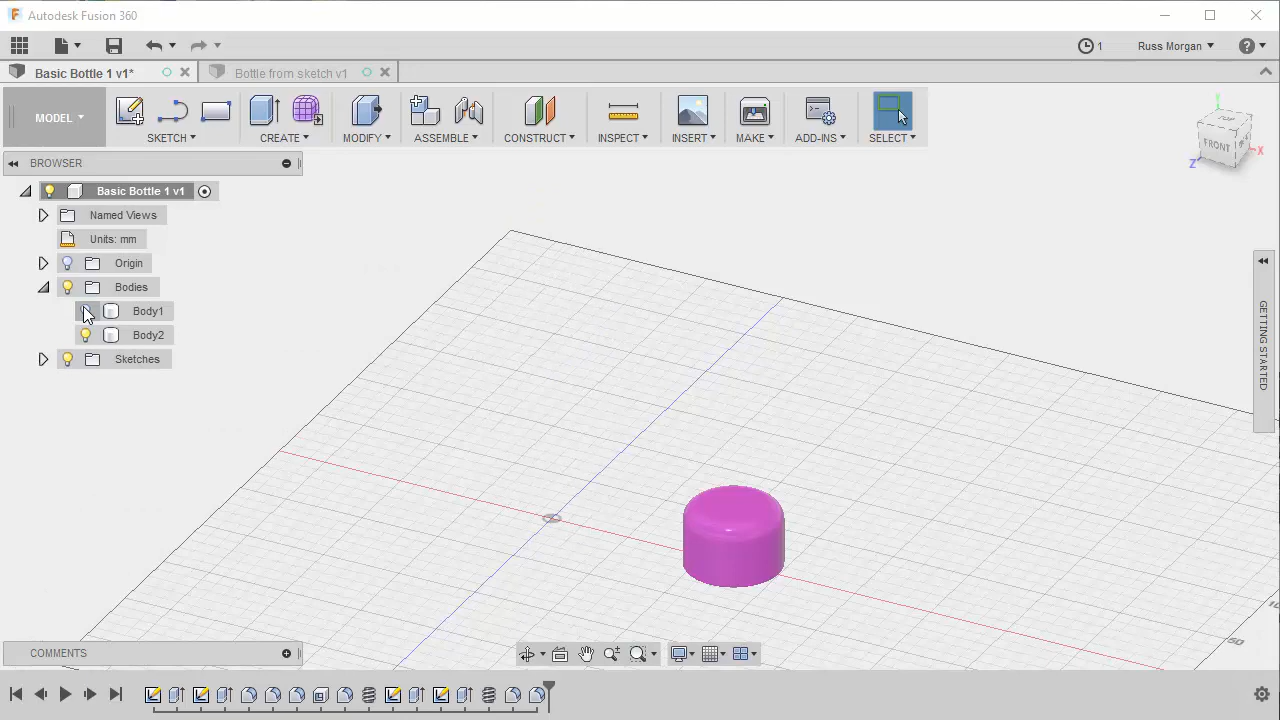 Autodesk Fusion 360
1
Russ Morgan
Basic Bottle 1 v1*
Bottle from sketch v1
MODEL
SKETCH
CREATE
MODIFY
ASSEMBLE
CONSTRUCT
INSPECT
INSERT
MAKE
ADD-INS
SELECT
TOP
FRONT
Y
X
Z
BROWSER
Basic Bottle 1 v1
Named Views
Units: mm
Origin
Bodies
Body1
Body2
Sketches
GETTING STARTED
50
COMMENTS